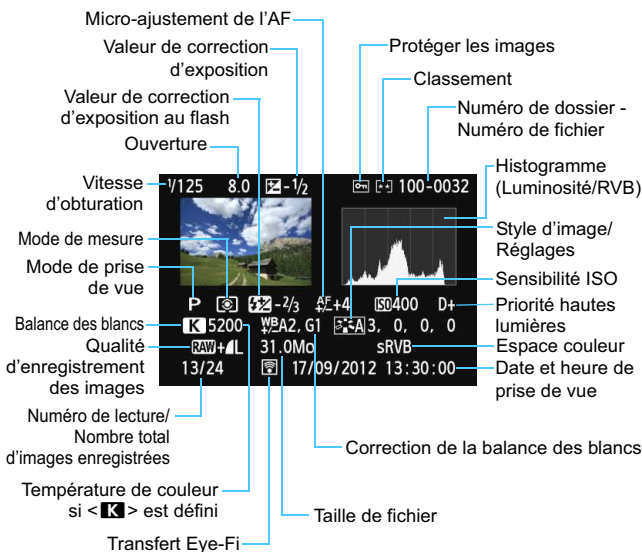 Micro-ajustement de l'AF
Valeur de correction
d'exposition
Protéger les images
Classement
Valeur de correction
d'exposition au flash
Numéro de dossier -
Numéro de fichier
Ouverture
Histogramme
(Luminosité/RVB)
Vitesse
d'obturation
1/125 8.0 -1/2 100-0032
Style d'image/
Réglages
Mode de mesure
Mode de prise
de vue
Sensibilité ISO
P -2/3 AF+4 ISO400 D+
Priorité hautes
lumières
Balance des blancs
K 5200 WBA2, G1 A3, 0, 0, 0
Qualité
d'enregistrement
des images
RAW+L 31.0Mo sRVB
Espace couleur
13/24 17/09/2012 13:30:00
Date et heure de
prise de vue
Numéro de lecture/
Nombre total
d'images enregistrées
Correction de la balance des blancs
Température de couleur
si <K> est défini
Taille de fichier
Transfert Eye-Fi